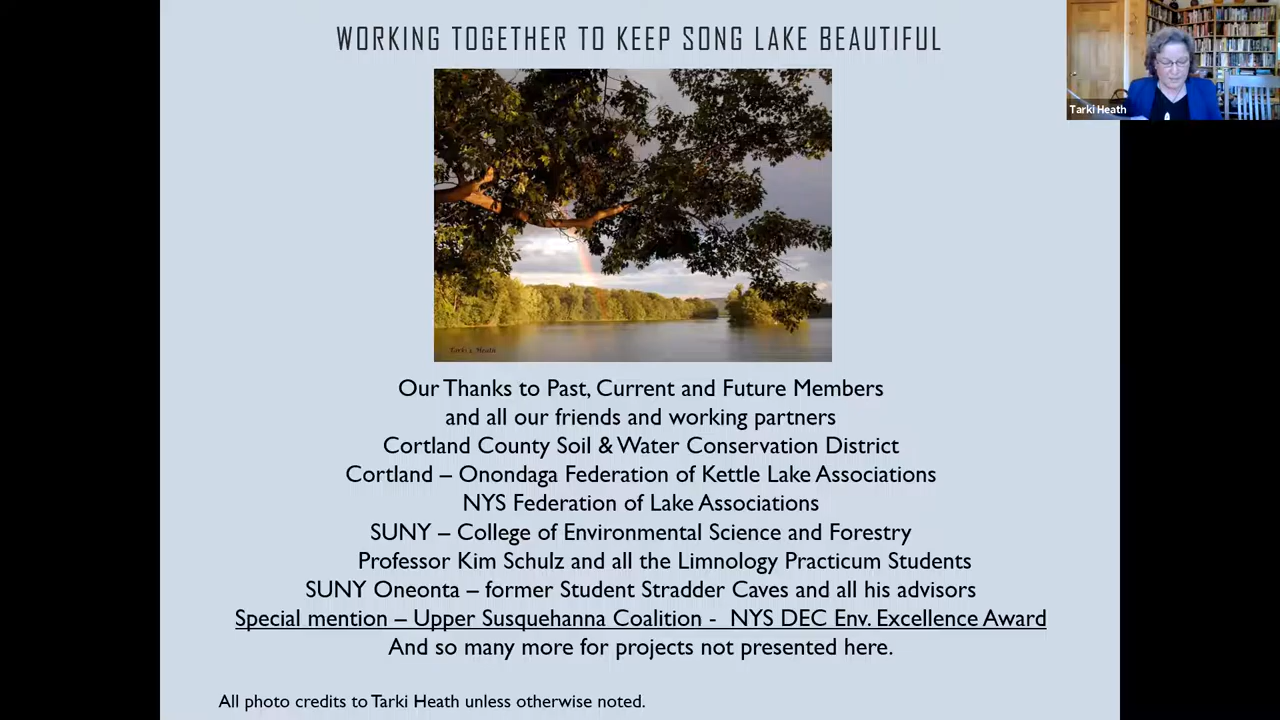 WORKING TOGETHER TO KEEP SONG LAKE BEAUTIFUL
Tarki Heath
Tarki L. Heath
Our Thanks to Past, Current and Future Members
and all our friends and working partners
Cortland County Soil & Water Conservation District
Cortland – Onondaga Federation of Kettle Lake Associations
NYS Federation of Lake Associations
SUNY – College of Environmental Science and Forestry
Professor Kim Schulz and all the Limnology Practicum Students
SUNY Oneonta – former Student Stradder Caves and all his advisors
Special mention – Upper Susquehanna Coalition - NYS DEC Env. Excellence Award
And so many more for projects not presented here.
All photo credits to Tarki Heath unless otherwise noted.